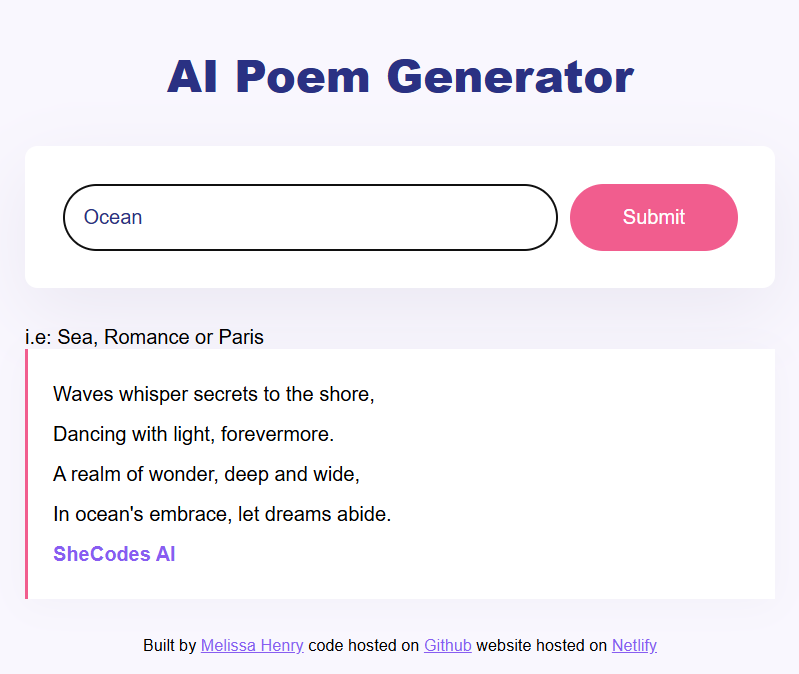 AI Poem Generator
Ocean
Submit
i.e: Sea, Romance or Paris
Waves whisper secrets to the shore,
Dancing with light, forevermore.
A realm of wonder, deep and wide,
In ocean's embrace, let dreams abide.
SheCodes AI
Built by Melissa Henry code hosted on Github website hosted on Netlify